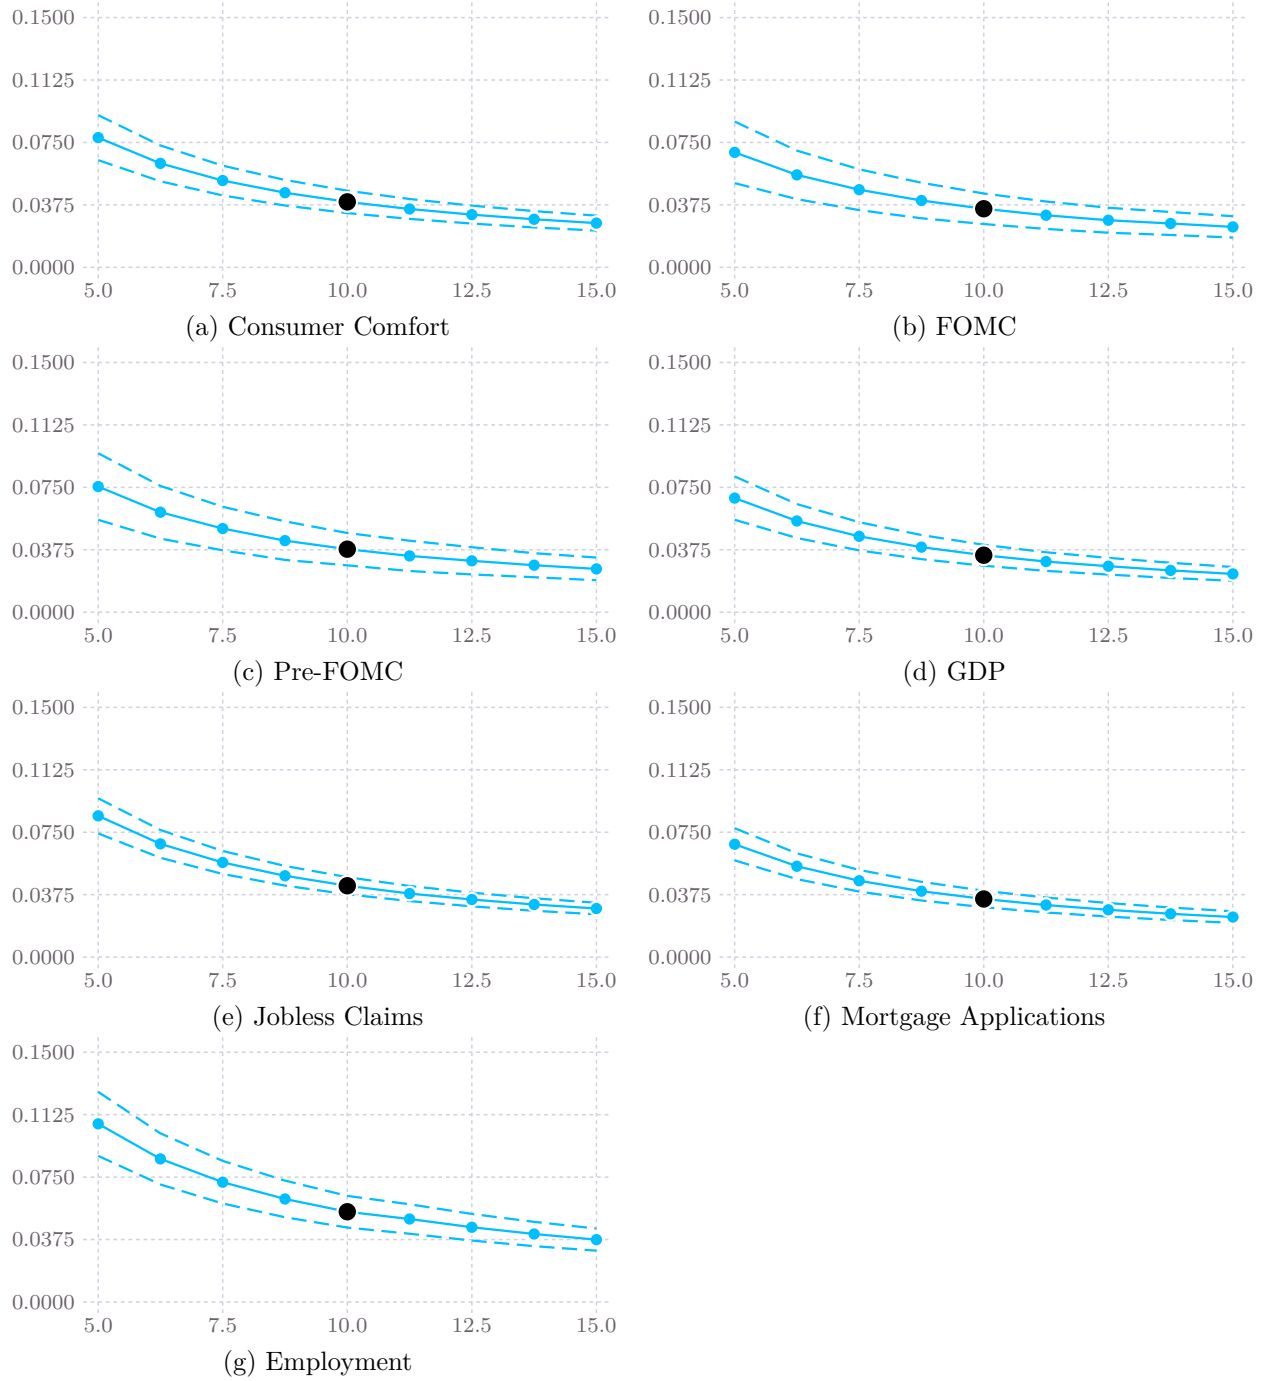 0.1500 0.1500
0.1125 0.1125
0.0750 0.0750
0.0375 0.0375
0.0000 0.0000
5.0 7.5 10.0 12.5 15.0 5.0 7.5 10.0 12.5 15.0
(a) Consumer Comfort (b) FOMC
0.1500 0.1500
0.1125 0.1125
0.0750 0.0750
0.0375 0.0375
0.0000 0.0000
5.0 7.5 10.0 12.5 15.0 5.0 7.5 10.0 12.5 15.0
(c) Pre-FOMC (d) GDP
0.1500 0.1500
0.1125 0.1125
0.0750 0.0750
0.0375 0.0375
0.0000 0.0000
5.0 7.5 10.0 12.5 15.0 5.0 7.5 10.0 12.5 15.0
(e) Jobless Claims (f) Mortgage Applications
0.1500
0.1125
0.0750
0.0375
0.0000
5.0 7.5 10.0 12.5 15.0
(g) Employment